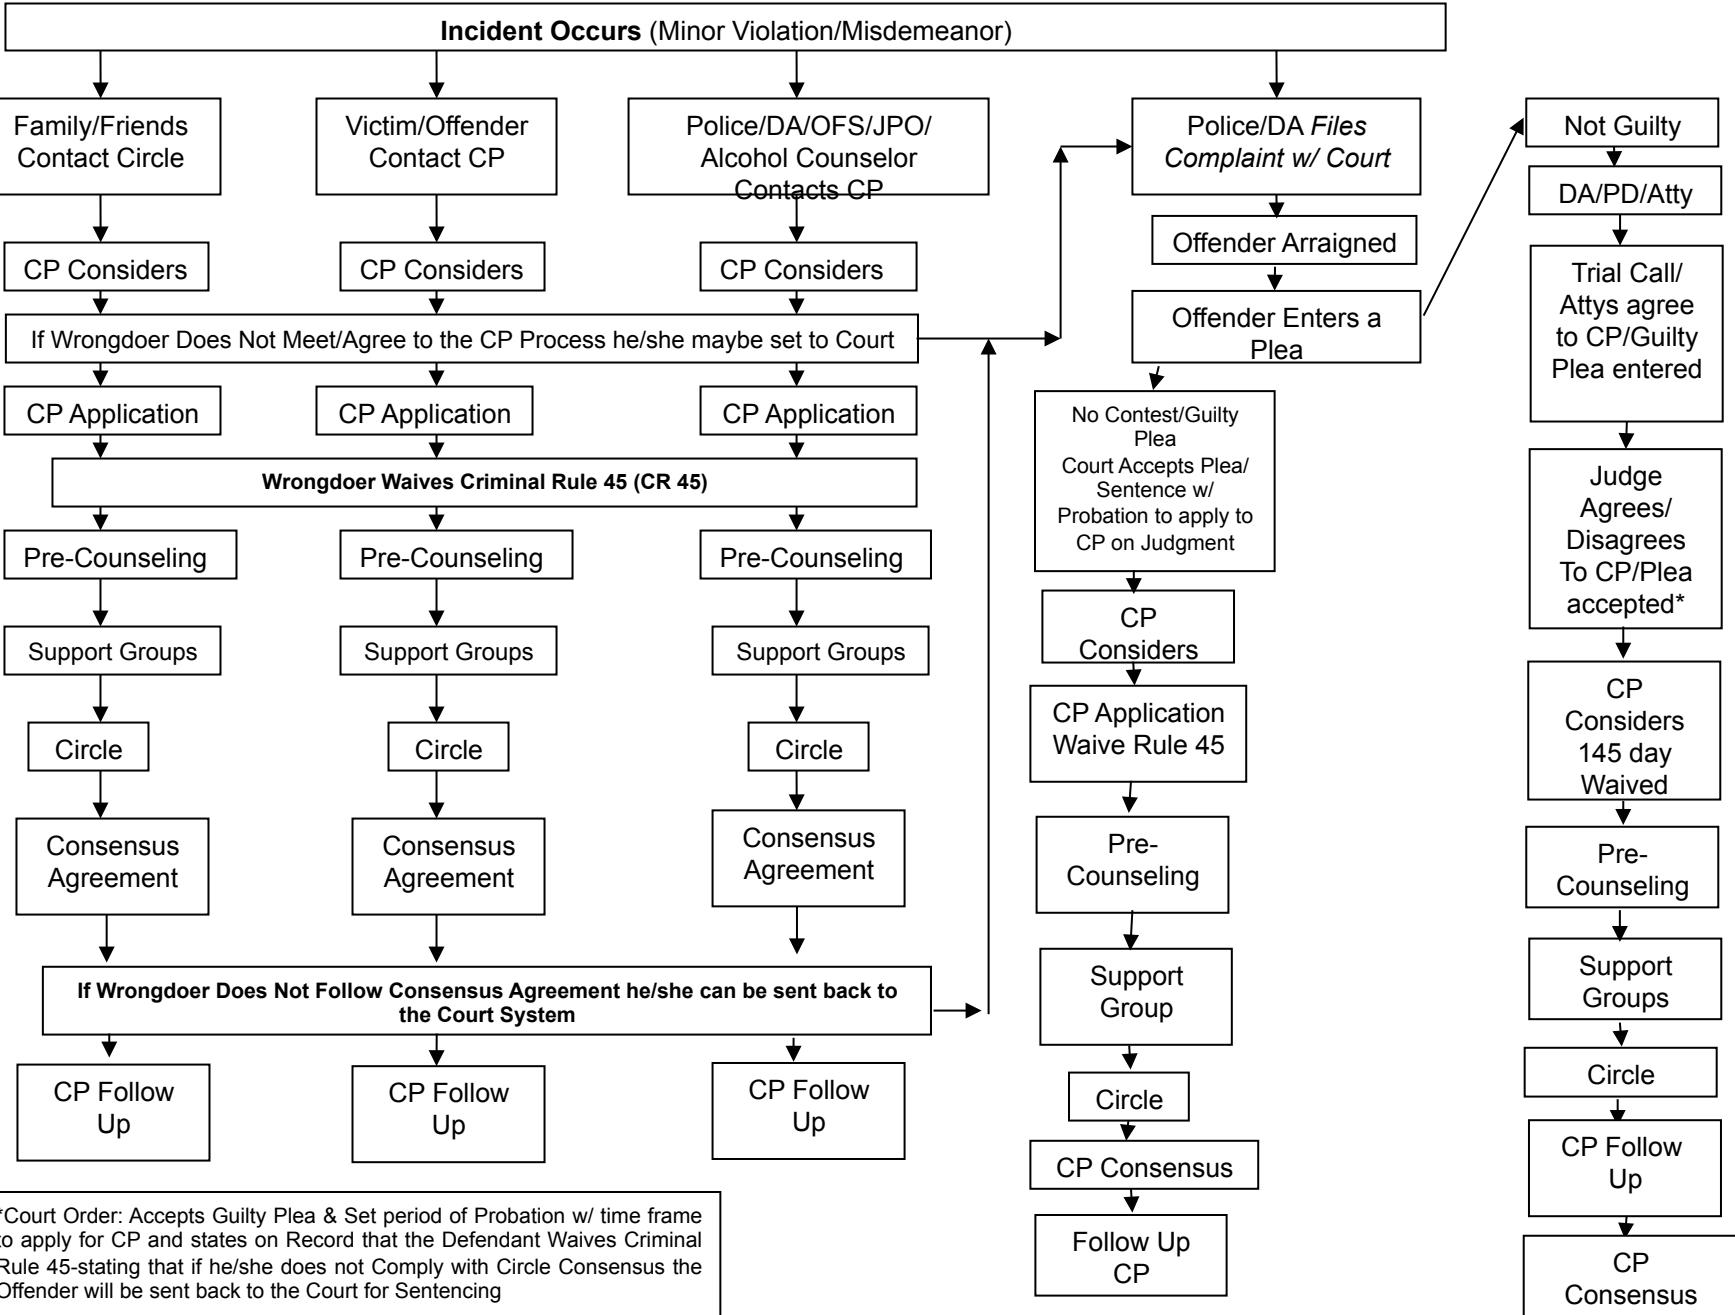 Incident Occurs (Minor Violation/Misdemeanor)
Family/Friends
Contact Circle
Victim/Offender
Contact CP
Police/DA/OFS/JPO/
Alcohol Counselor
Contacts CP
Police/DA Files
Complaint w/ Court
Not Guilty
DA/PD/Atty
Offender Arraigned
CP Considers
CP Considers
CP Considers
Trial Call/
Attys agree
to CP/Guilty
Plea entered
Offender Enters a
Plea
If Wrongdoer Does Not Meet/Agree to the CP Process he/she maybe set to Court
CP Application
CP Application
CP Application
No Contest/Guilty
Plea
Court Accepts Plea/
Sentence w/
Probation to apply to
CP on Judgment
Wrongdoer Waives Criminal Rule 45 (CR 45)
Judge
Agrees/
Disagrees
To CP/Plea
accepted*
Pre-Counseling
Pre-Counseling
Pre-Counseling
CP
Considers
Support Groups
Support Groups
Support Groups
CP
Considers
145 day
Waived
CP Application
Waive Rule 45
Circle
Circle
Circle
Consensus
Agreement
Consensus
Agreement
Consensus
Agreement
Pre-
Counseling
Pre-
Counseling
Support
Group
Support
Groups
If Wrongdoer Does Not Follow Consensus Agreement he/she can be sent back to
the Court System
Circle
Circle
CP Follow
Up
CP Follow
Up
CP Follow
Up
CP Consensus
CP Follow
Up
*Court Order: Accepts Guilty Plea & Set period of Probation w/ time frame
to apply for CP and states on Record that the Defendant Waives Criminal
Rule 45-stating that if he/she does not Comply with Circle Consensus the
Offender will be sent back to the Court for Sentencing
Follow Up
CP
CP
Consensus